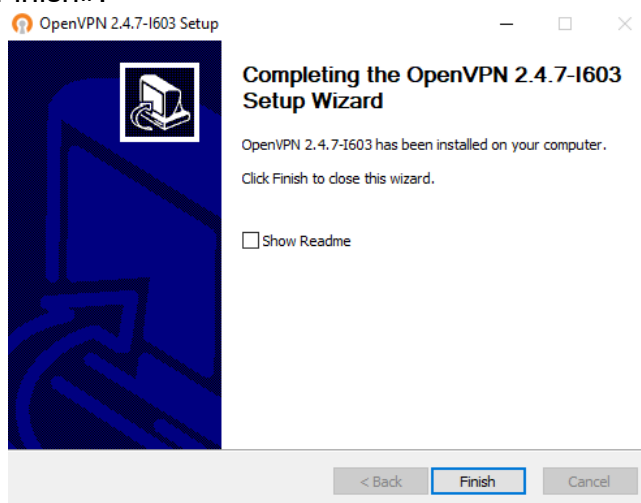 OpenVPN 2.4.7-I603 Setup
Completing the OpenVPN 2.4.7-I603
Setup Wizard
OpenVPN 2.4.7-I603 has been installed on your computer.
Click Finish to close this wizard.
Show Readme
< Back
Finish
Cancel